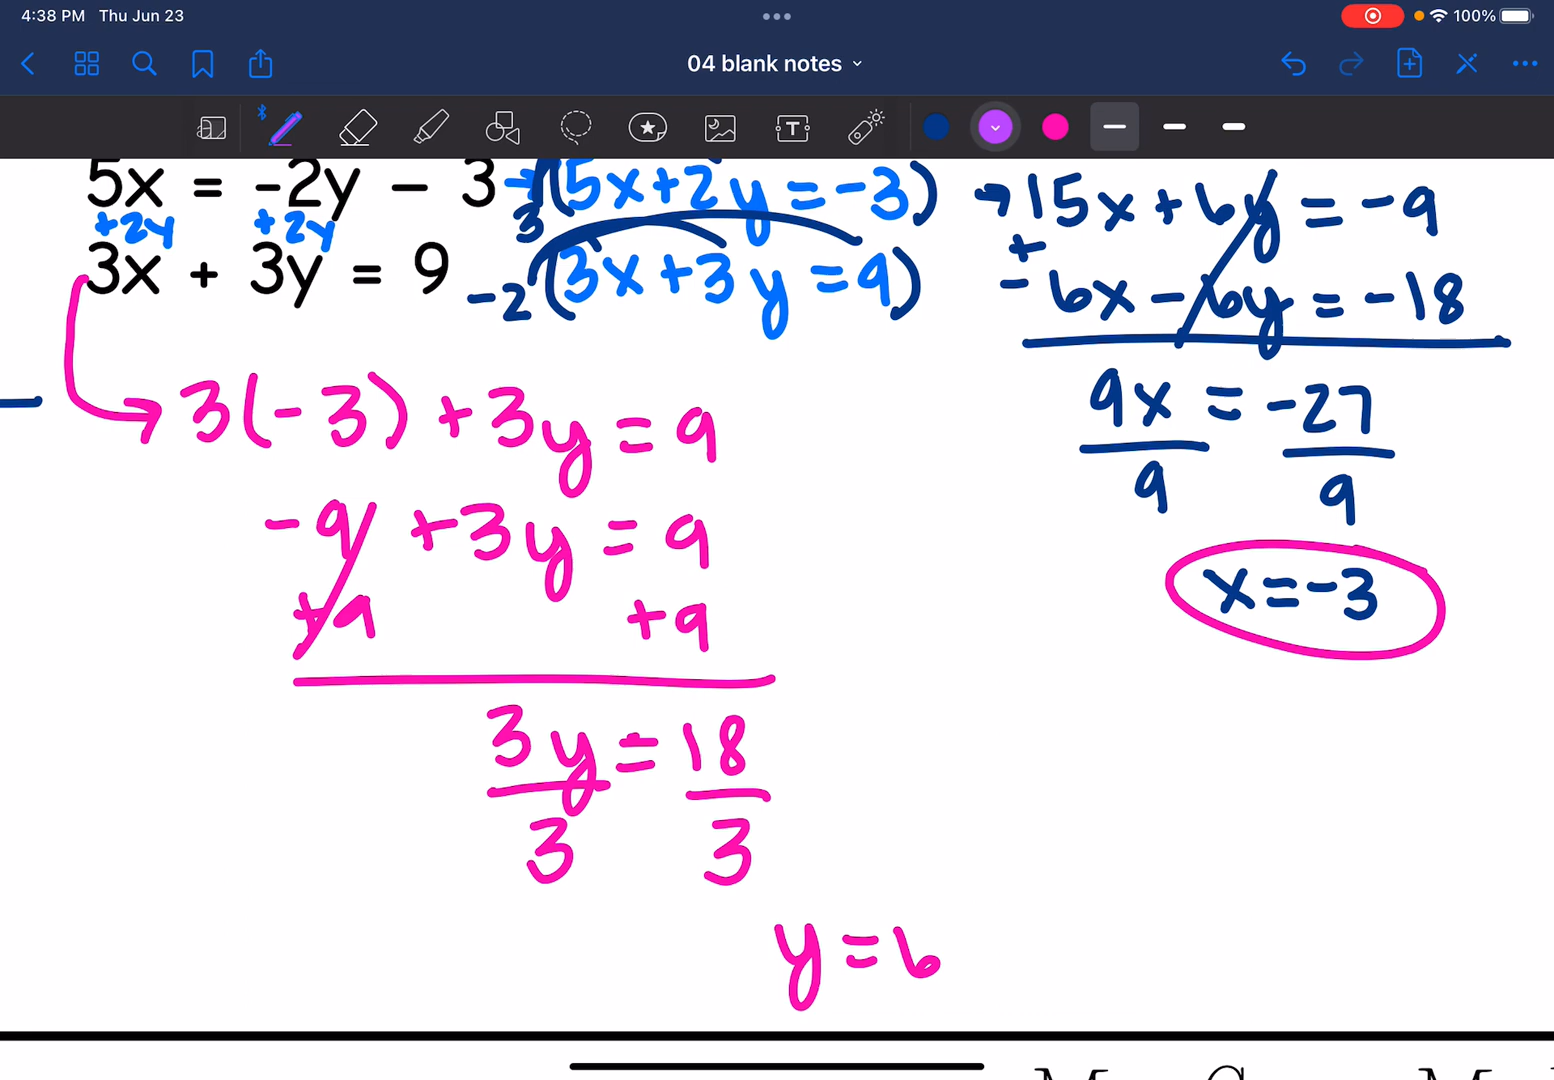 4:38 PM Thu Jun 23
100%
04 blank notes
T
5x = -2y - 3
+2y +2y
3x + 3y = 9
3(5x+2y=-3)
-2(3x+3y=9)
15x+6y=-9
+
-6x-6y=-18
9x=-27
9 9
x=-3
3(-3)+3y=9
-9+3y=9
+9 +9
3y=18
3 3
y=6